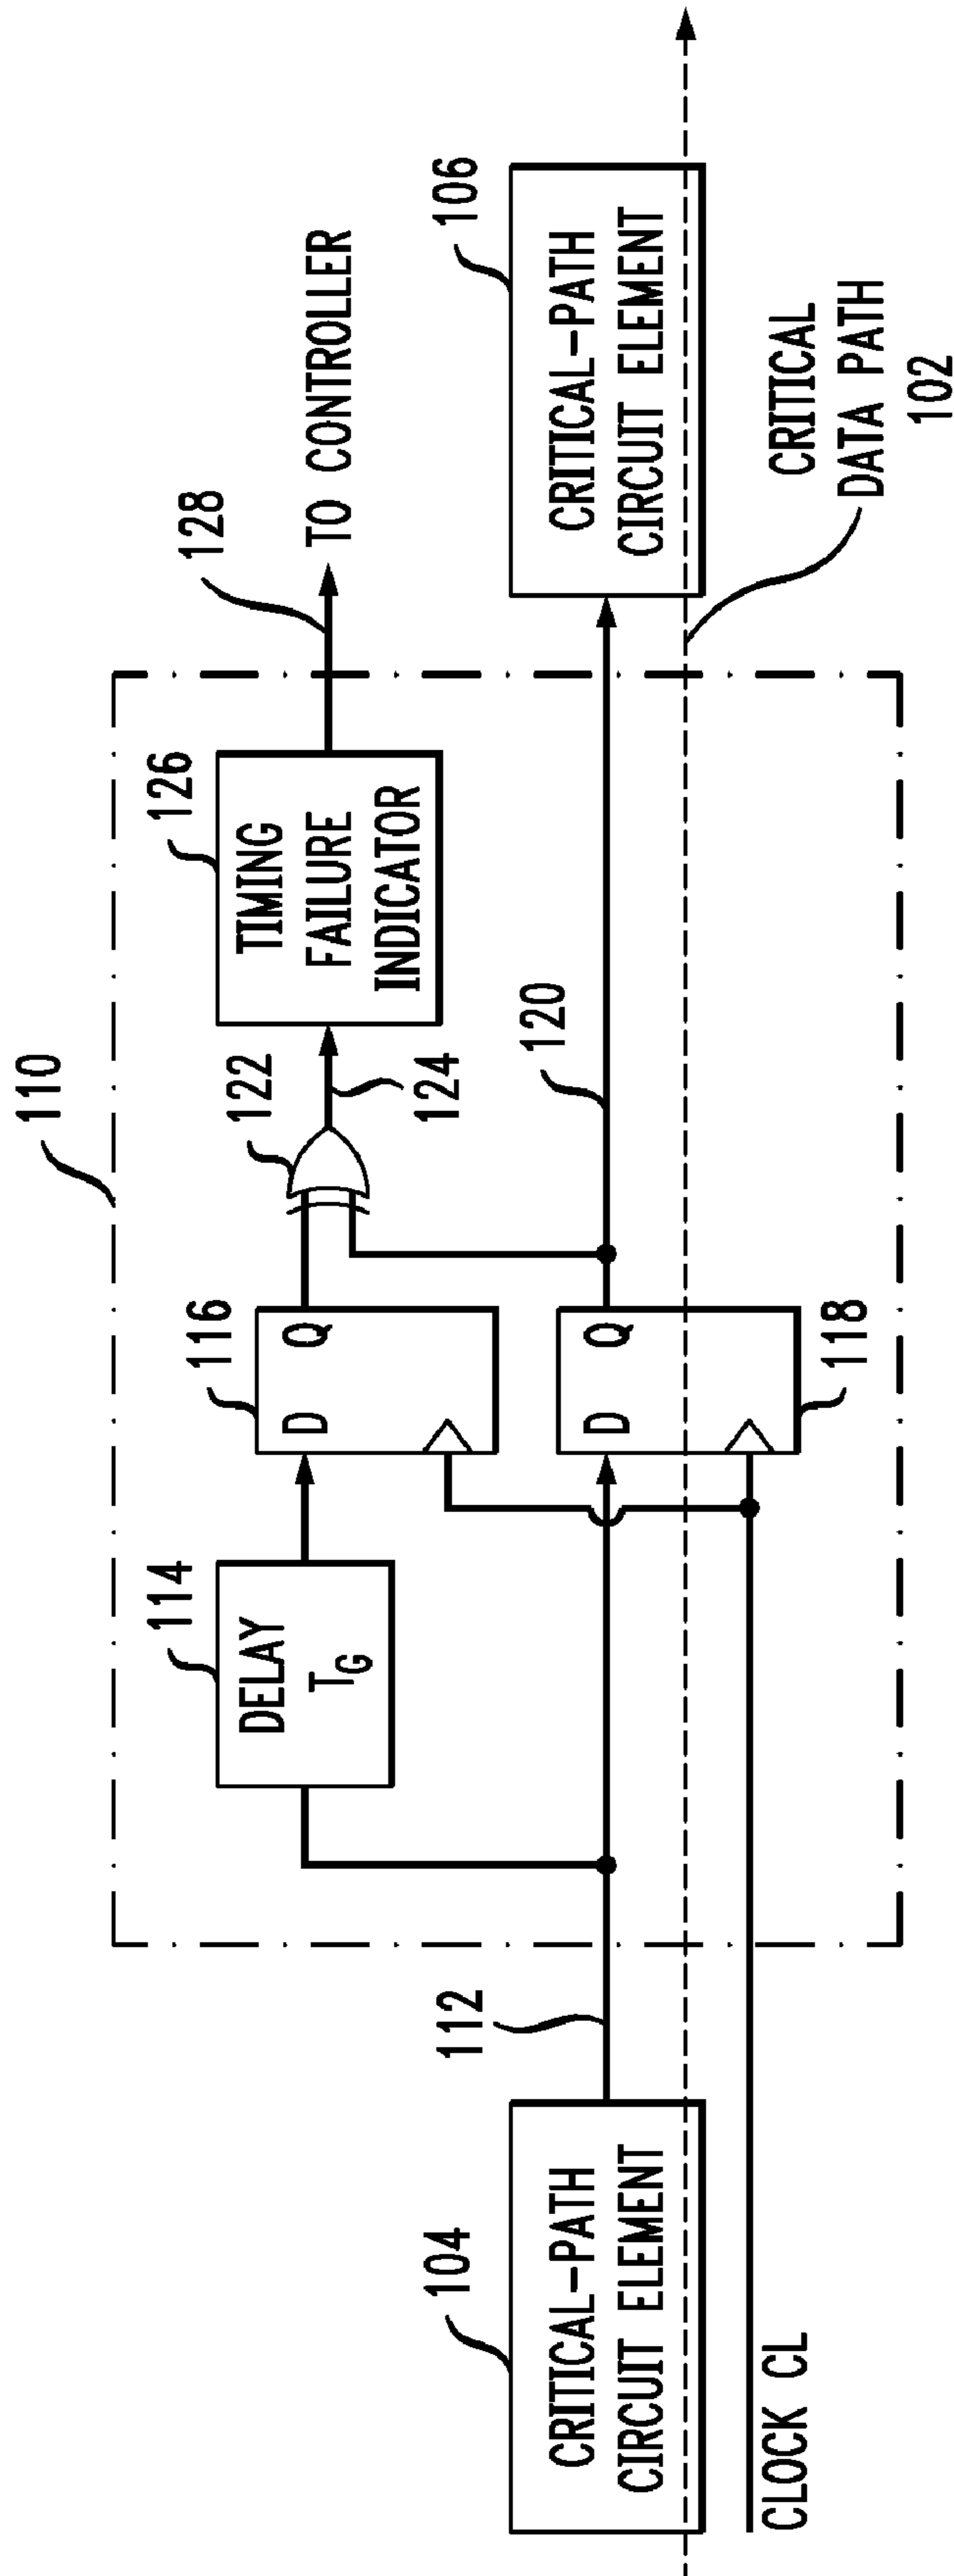 110
114
DELAY
TG
116
D Q
122
124
126
TIMING
FAILURE
INDICATOR
128
TO CONTROLLER
104
CRITICAL-PATH
CIRCUIT ELEMENT
112
D Q
118
120
106
CRITICAL-PATH
CIRCUIT ELEMENT
CLOCK CL
CRITICAL
DATA PATH
102